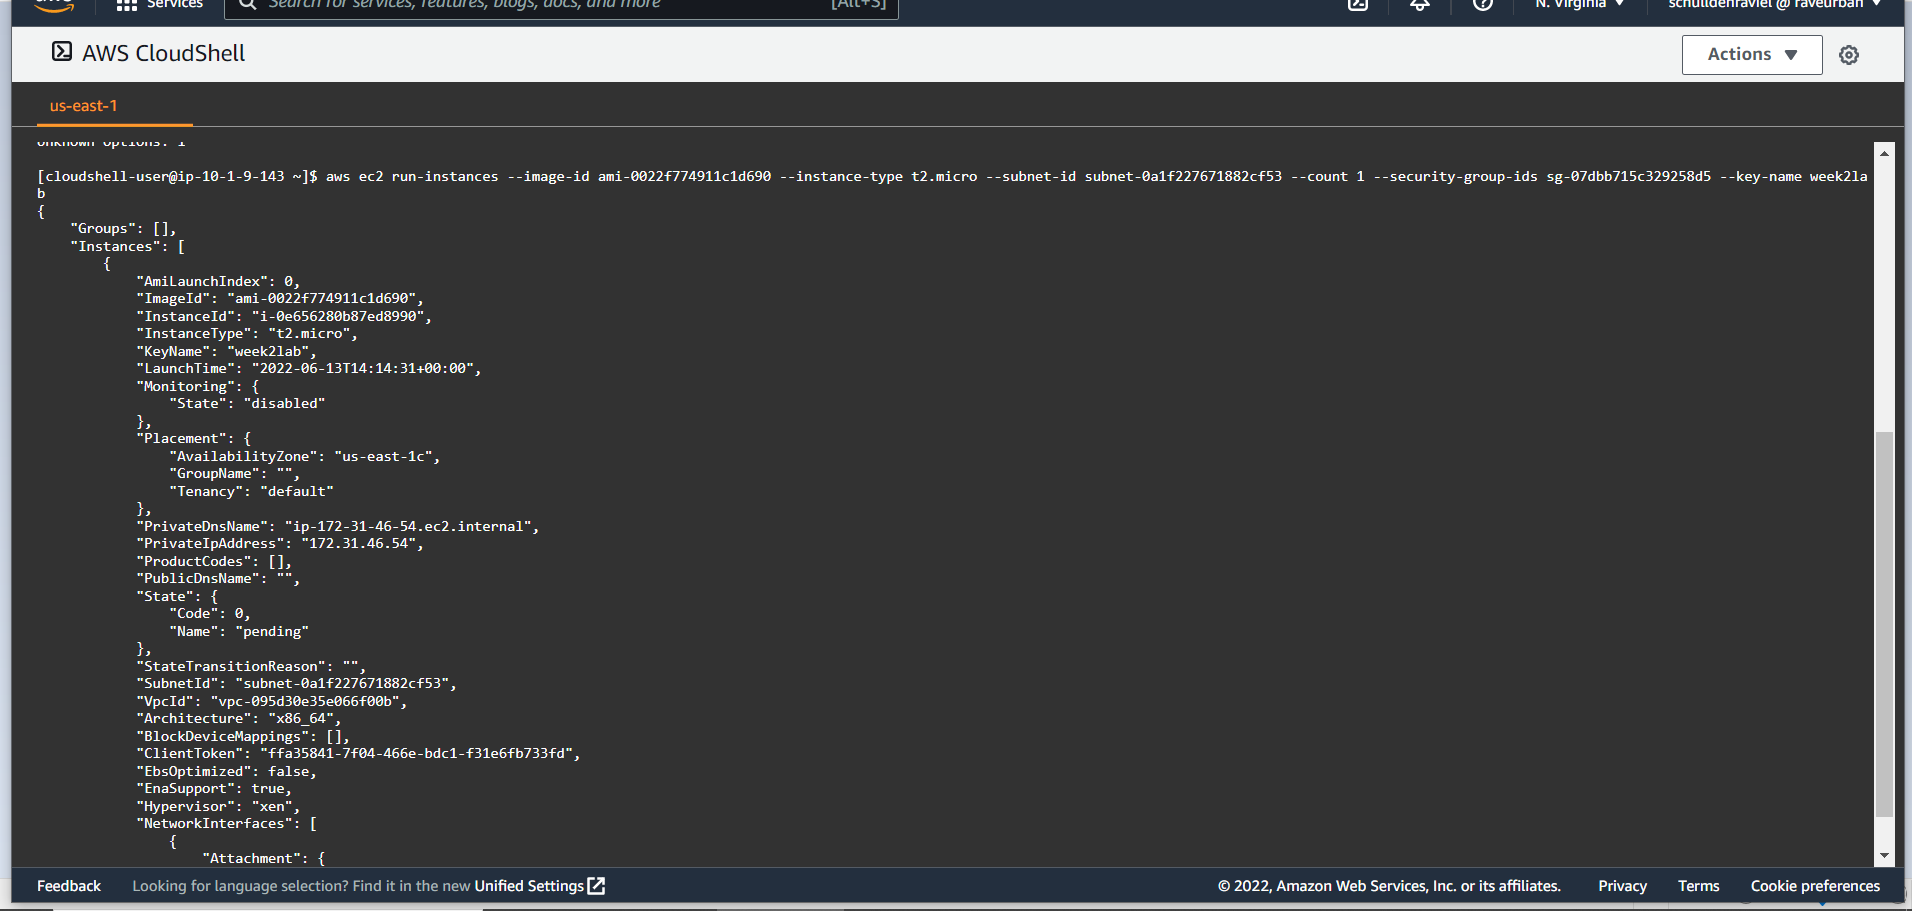 aws
Services
Search for services, features, blogs, docs, and more
[Alt+S]
N. Virginia
schulldenraviel @ raveurban
AWS CloudShell
Actions
us-east-1
Unknown options: 1
[cloudshell-user@ip-10-1-9-143 ~]$ aws ec2 run-instances --image-id ami-0022f774911c1d690 --instance-type t2.micro --subnet-id subnet-0a1f227671882cf53 --count 1 --security-group-ids sg-07dbb715c329258d5 --key-name week2la
b
{
"Groups": [],
"Instances": [
{
"AmiLaunchIndex": 0,
"ImageId": "ami-0022f774911c1d690",
"InstanceId": "i-0e656280b87ed8990",
"InstanceType": "t2.micro",
"KeyName": "week2lab",
"LaunchTime": "2022-06-13T14:14:31+00:00",
"Monitoring": {
"State": "disabled"
},
"Placement": {
"AvailabilityZone": "us-east-1c",
"GroupName": "",
"Tenancy": "default"
},
"PrivateDnsName": "ip-172-31-46-54.ec2.internal",
"PrivateIpAddress": "172.31.46.54",
"ProductCodes": [],
"PublicDnsName": "",
"State": {
"Code": 0,
"Name": "pending"
},
"StateTransitionReason": "",
"SubnetId": "subnet-0a1f227671882cf53",
"VpcId": "vpc-095d30e35e066f00b",
"Architecture": "x86_64",
"BlockDeviceMappings": [],
"ClientToken": "ffa35841-7f04-466e-bdc1-f31e6fb733fd",
"EbsOptimized": false,
"EnaSupport": true,
"Hypervisor": "xen",
"NetworkInterfaces": [
{
"Attachment": {
Feedback
Looking for language selection? Find it in the new Unified Settings
© 2022, Amazon Web Services, Inc. or its affiliates.
Privacy
Terms
Cookie preferences